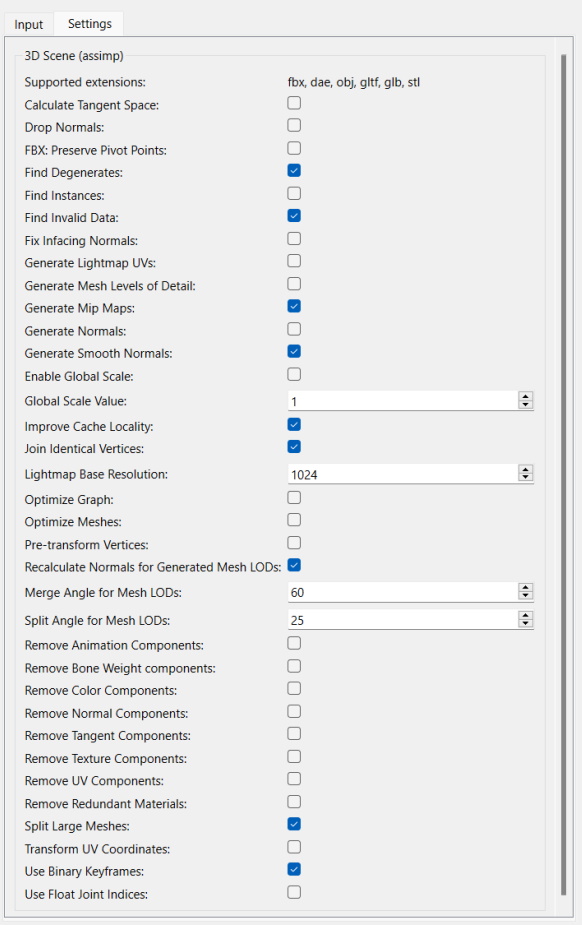 Input Settings
3D Scene (assimp)
Supported extensions: fbx, dae, obj, gltf, glb, stl
Calculate Tangent Space:
Drop Normals:
FBX: Preserve Pivot Points:
Find Degenerates:
Find Instances:
Find Invalid Data:
Fix Infacing Normals:
Generate Lightmap UVs:
Generate Mesh Levels of Detail:
Generate Mip Maps:
Generate Normals:
Generate Smooth Normals:
Enable Global Scale:
Global Scale Value: 1
Improve Cache Locality:
Join Identical Vertices:
Lightmap Base Resolution: 1024
Optimize Graph:
Optimize Meshes:
Pre-transform Vertices:
Recalculate Normals for Generated Mesh LODs:
Merge Angle for Mesh LODs: 60
Split Angle for Mesh LODs: 25
Remove Animation Components:
Remove Bone Weight components:
Remove Color Components:
Remove Normal Components:
Remove Tangent Components:
Remove Texture Components:
Remove UV Components:
Remove Redundant Materials:
Split Large Meshes:
Transform UV Coordinates:
Use Binary Keyframes:
Use Float Joint Indices: